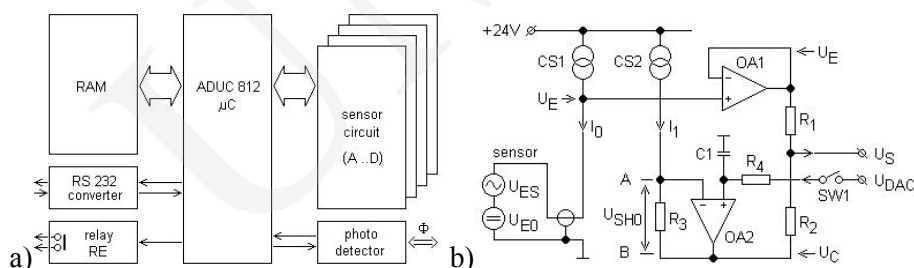 RAM
ADUC 812
μC
sensor
circuit
(A ..D)
RS 232
converter
relay
RE
photo
detector
Φ
a)
+24V
CS1
CS2
OA1
U_E
U_E
I_0
I_1
R_1
sensor
C1
R_4
U_S
U_DAC
SW1
A
U_ES
U_E0
U_SH0
R_3
OA2
R_2
B
U_C
b)